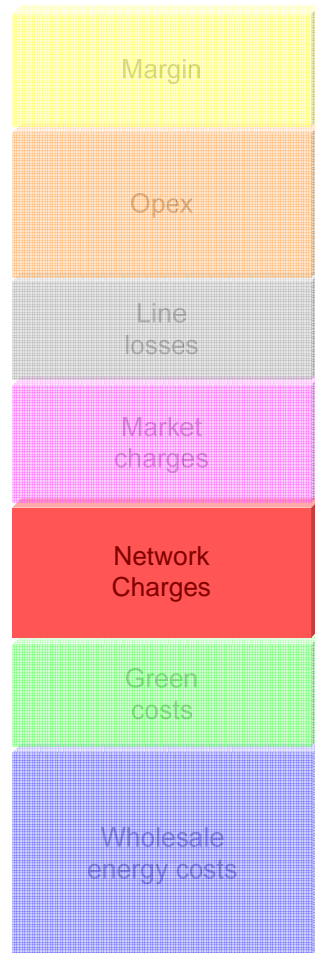 Margin
Opex
Line
losses
Market
charges
Network
Charges
Green
costs
Wholesale
energy costs